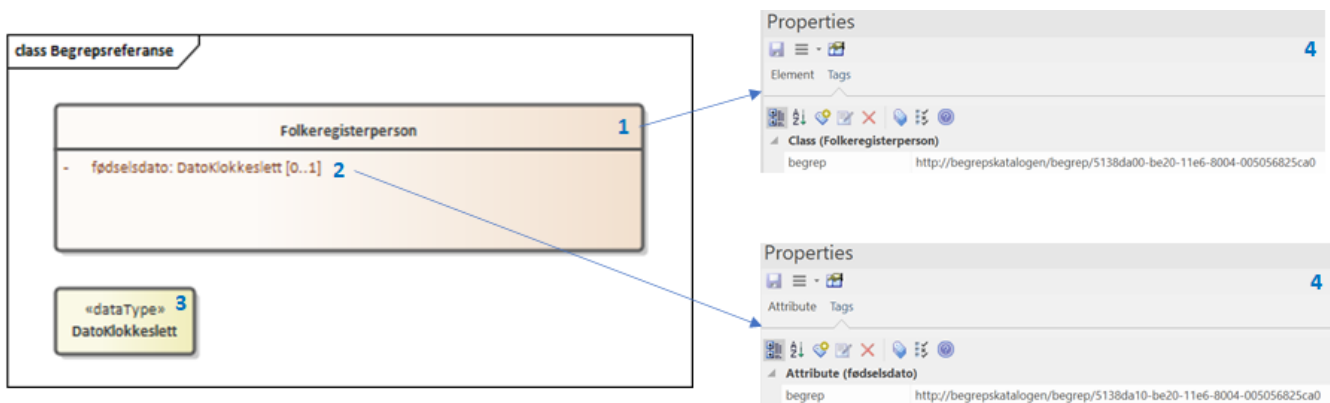 class Begrepsreferanse
Folkeregisterperson 1
- fødselsdato: DatoKlokkeslett [0..1] 2
«dataType» 3
DatoKlokkeslett
Properties
4
Element Tags
Class (Folkeregisterperson)
begrep http://begrepskatalogen/begrep/5138da00-be20-11e6-8004-005056825ca0
Properties
4
Attribute Tags
Attribute (fødselsdato)
begrep http://begrepskatalogen/begrep/5138da10-be20-11e6-8004-005056825ca0